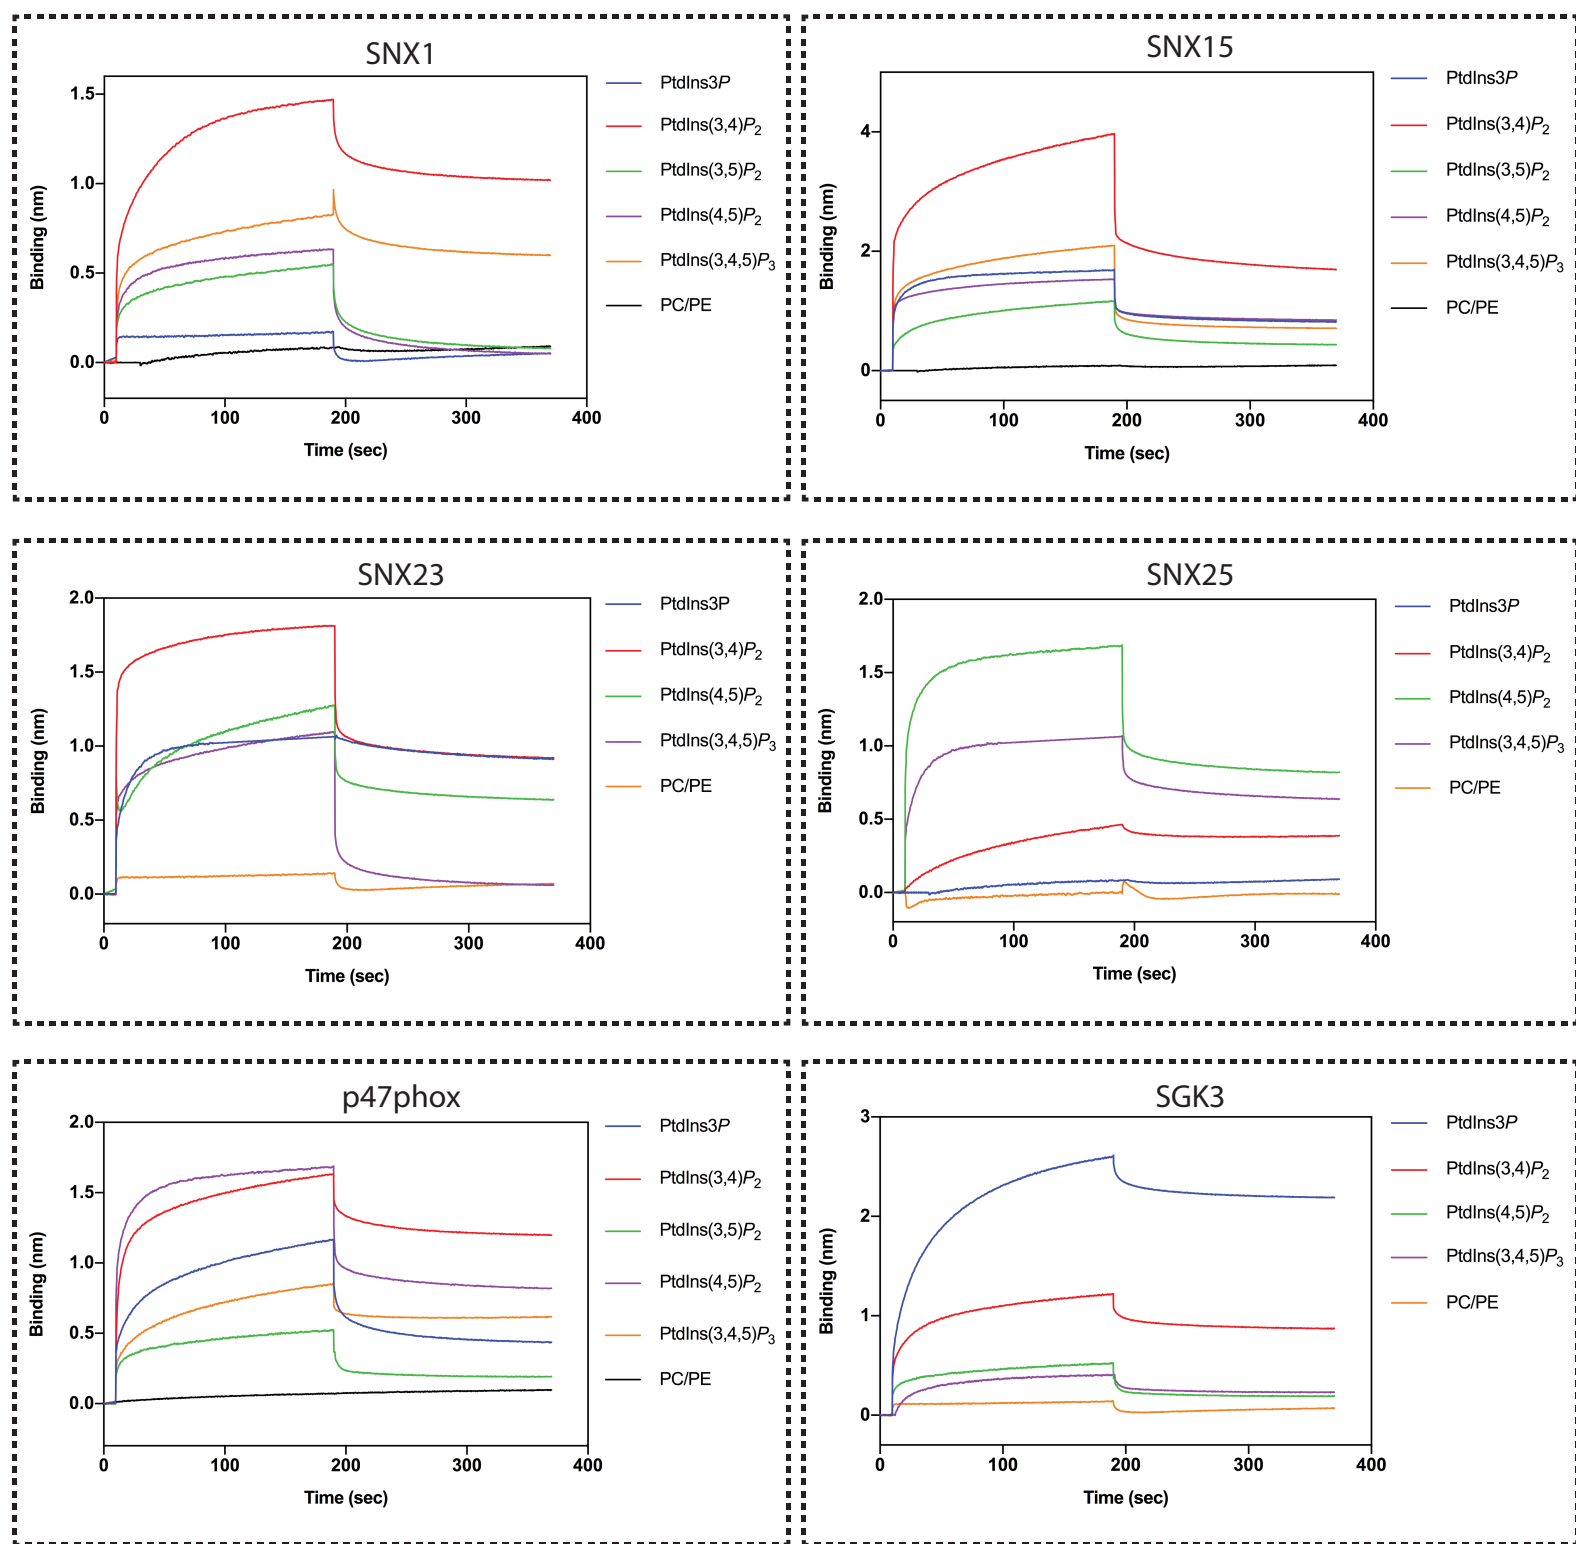 SNX1
1.5
1.0
0.5
0.0
Binding (nm)
0 100 200 300 400
Time (sec)
PtdIns3P
PtdIns(3,4)P2
PtdIns(3,5)P2
PtdIns(4,5)P2
PtdIns(3,4,5)P3
PC/PE
SNX15
4
2
0
Binding (nm)
0 100 200 300 400
Time (sec)
PtdIns3P
PtdIns(3,4)P2
PtdIns(3,5)P2
PtdIns(4,5)P2
PtdIns(3,4,5)P3
PC/PE
SNX23
2.0
1.5
1.0
0.5
0.0
Binding (nm)
0 100 200 300 400
Time (sec)
PtdIns3P
PtdIns(3,4)P2
PtdIns(4,5)P2
PtdIns(3,4,5)P3
PC/PE
SNX25
2.0
1.5
1.0
0.5
0.0
Binding (nm)
0 100 200 300 400
Time (sec)
PtdIns3P
PtdIns(3,4)P2
PtdIns(4,5)P2
PtdIns(3,4,5)P3
PC/PE
p47phox
2.0
1.5
1.0
0.5
0.0
Binding (nm)
0 100 200 300 400
Time (sec)
PtdIns3P
PtdIns(3,4)P2
PtdIns(3,5)P2
PtdIns(4,5)P2
PtdIns(3,4,5)P3
PC/PE
SGK3
3
2
1
0
Binding (nm)
0 100 200 300 400
Time (sec)
PtdIns3P
PtdIns(3,4)P2
PtdIns(4,5)P2
PtdIns(3,4,5)P3
PC/PE